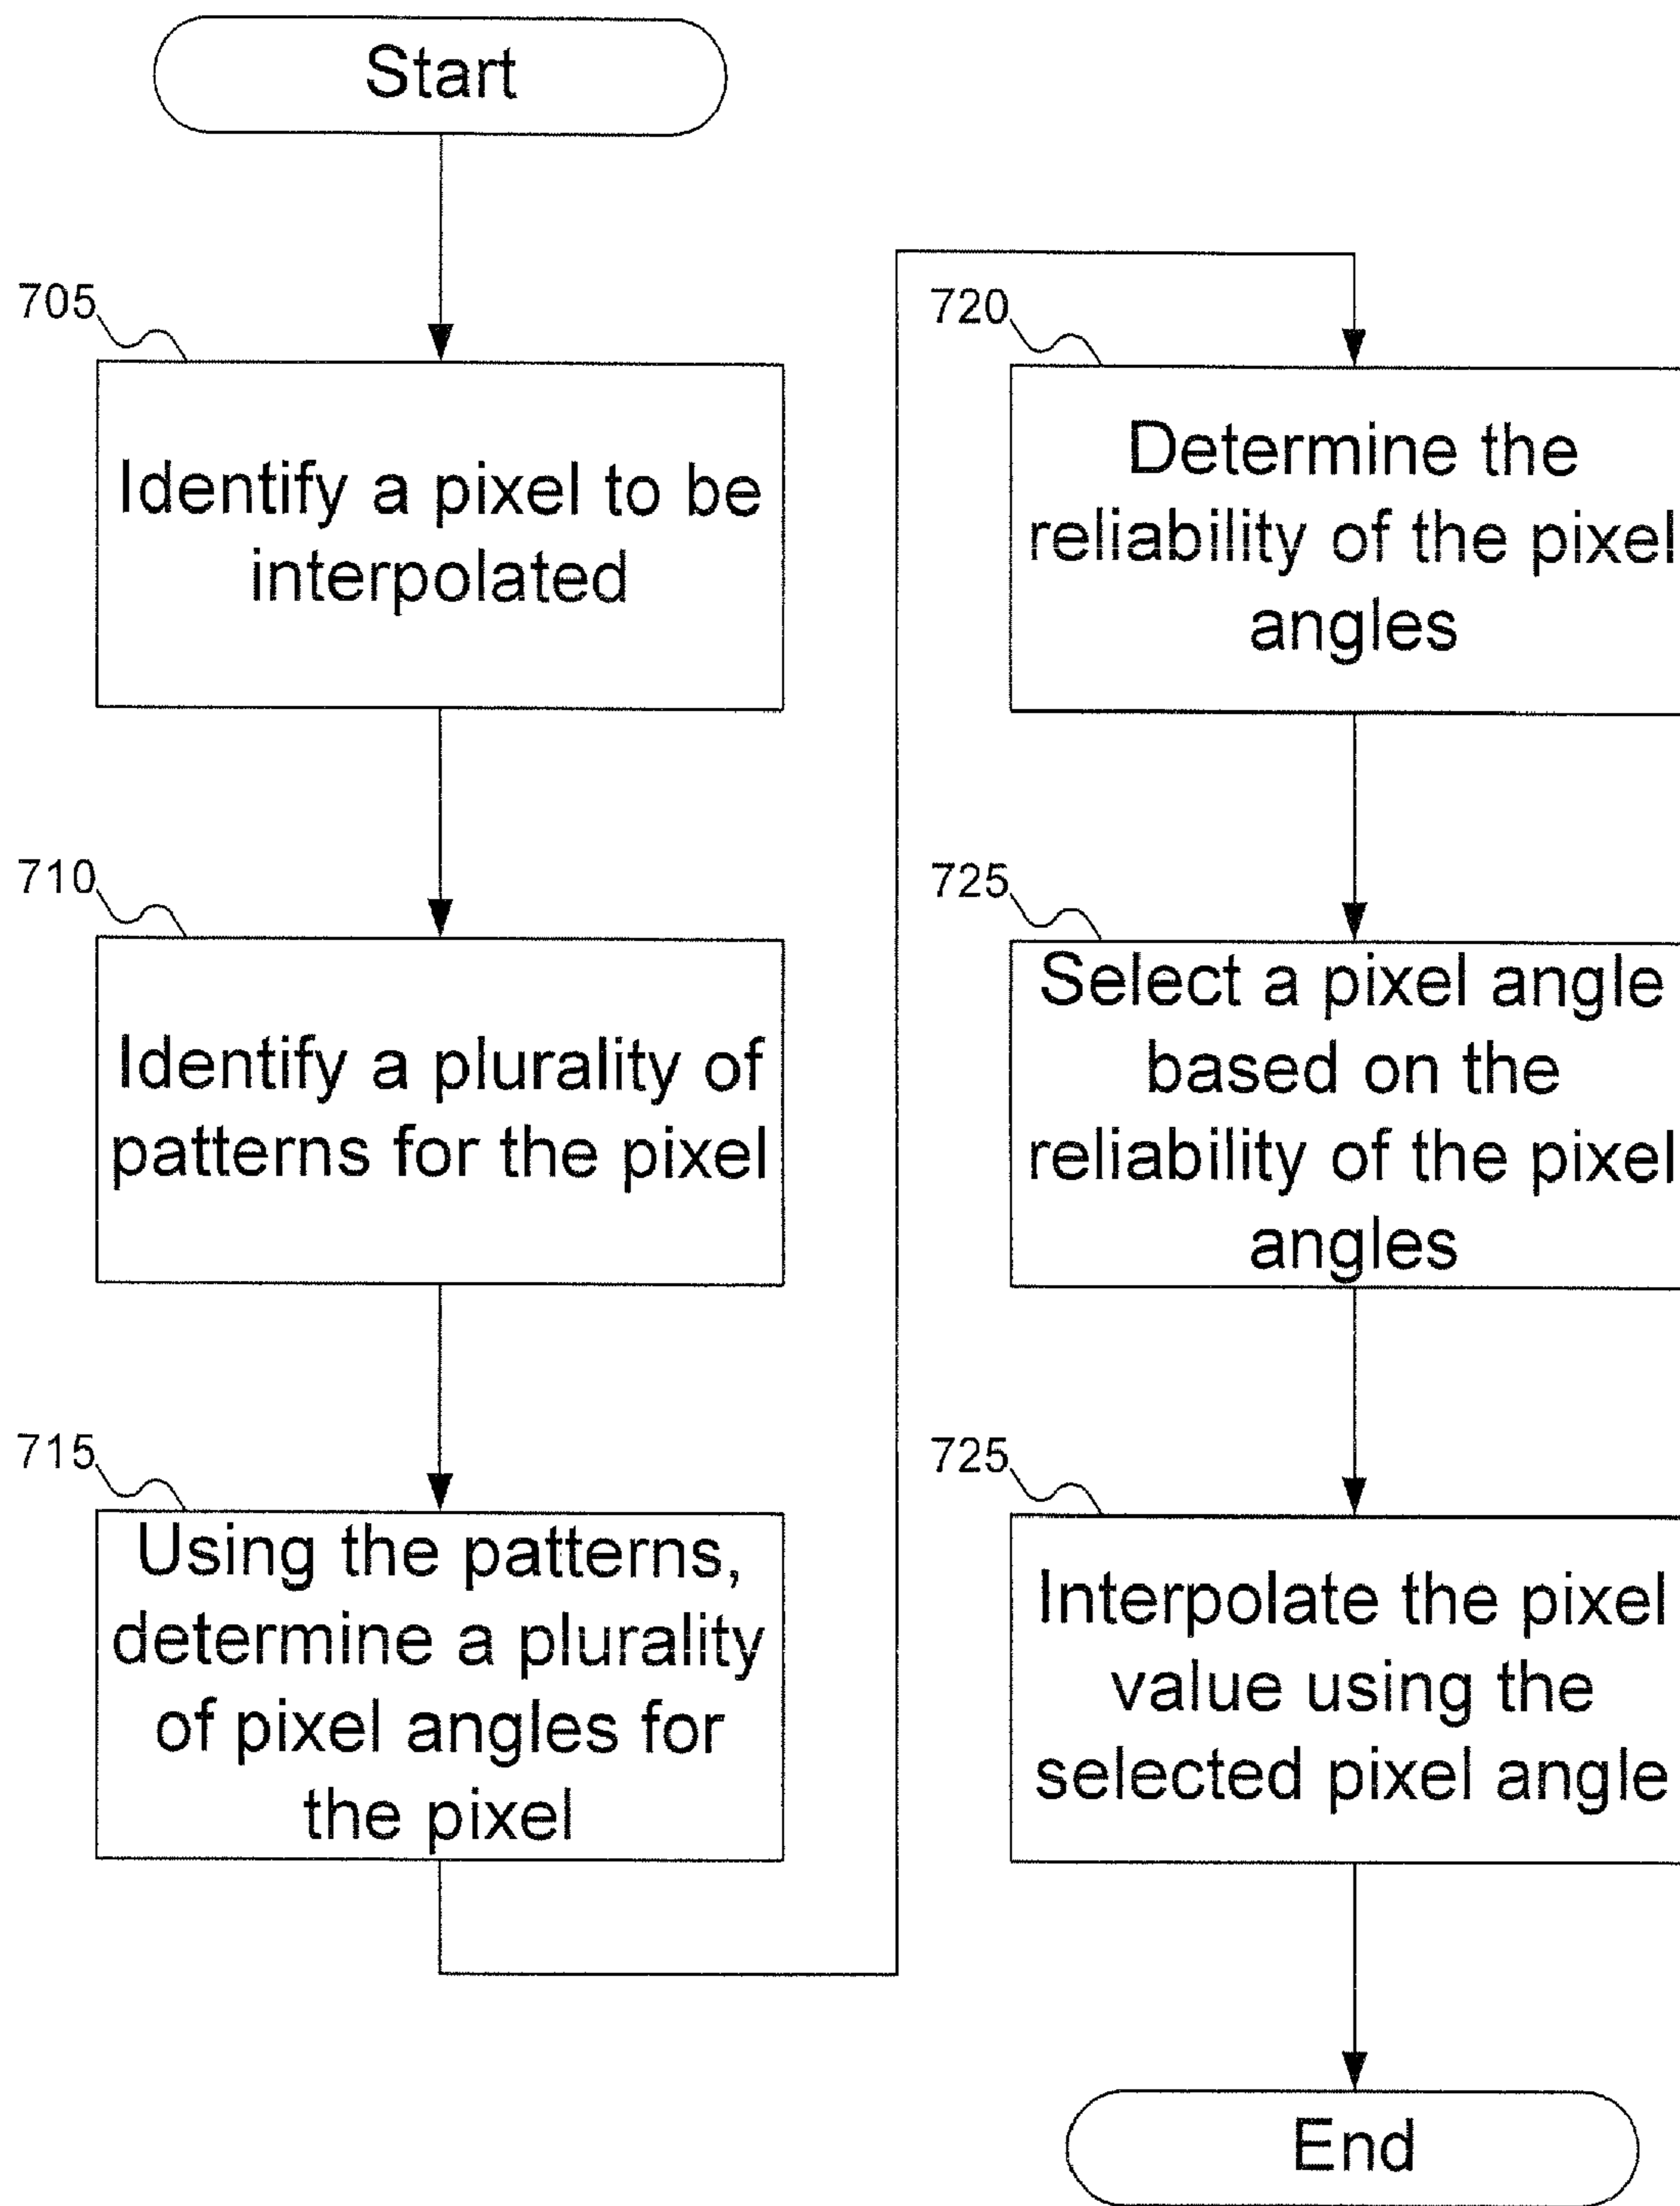 Start
705
Identify a pixel to be
interpolated
710
Identify a plurality of
patterns for the pixel
715
Using the patterns,
determine a plurality
of pixel angles for
the pixel
720
Determine the
reliability of the pixel
angles
725
Select a pixel angle
based on the
reliability of the pixel
angles
725
Interpolate the pixel
value using the
selected pixel angle
End